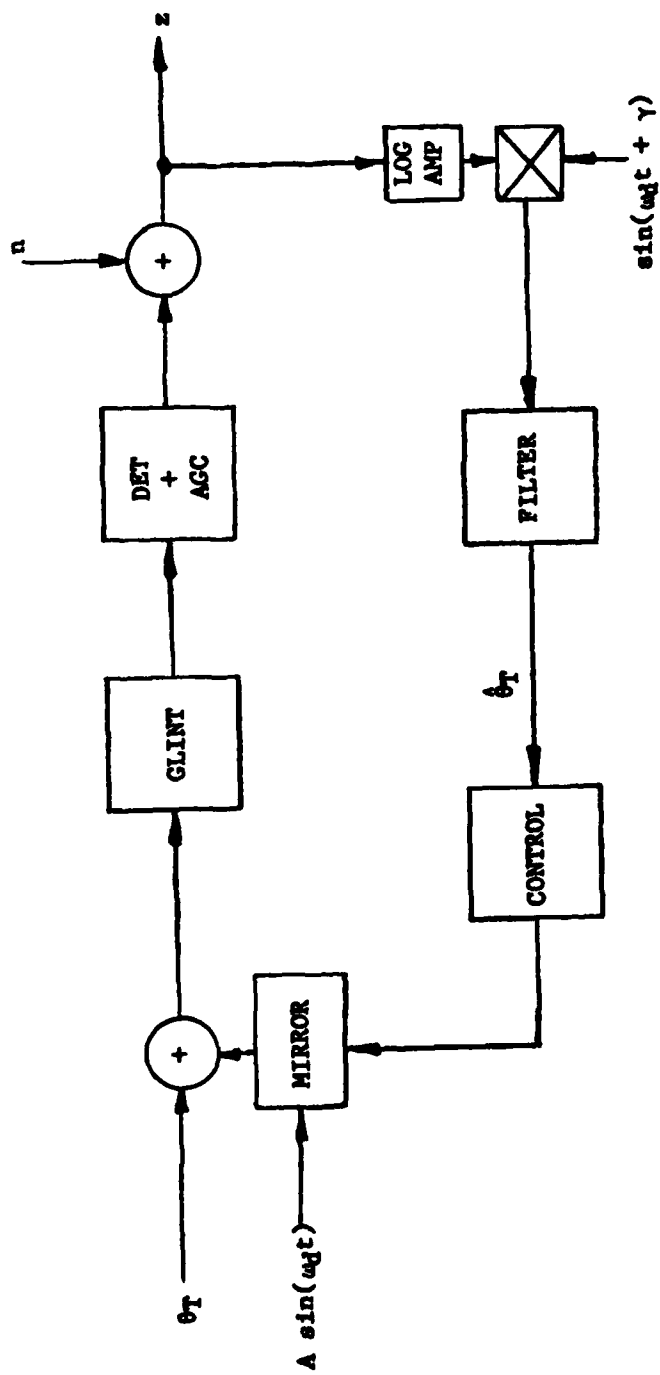 θT
A sin(ωdt)
+
MIRROR
GLINT
DET
+
AGC
n
+
z
LOG
AMP
sin(ωdt + γ)
FILTER
θ̂T
CONTROL